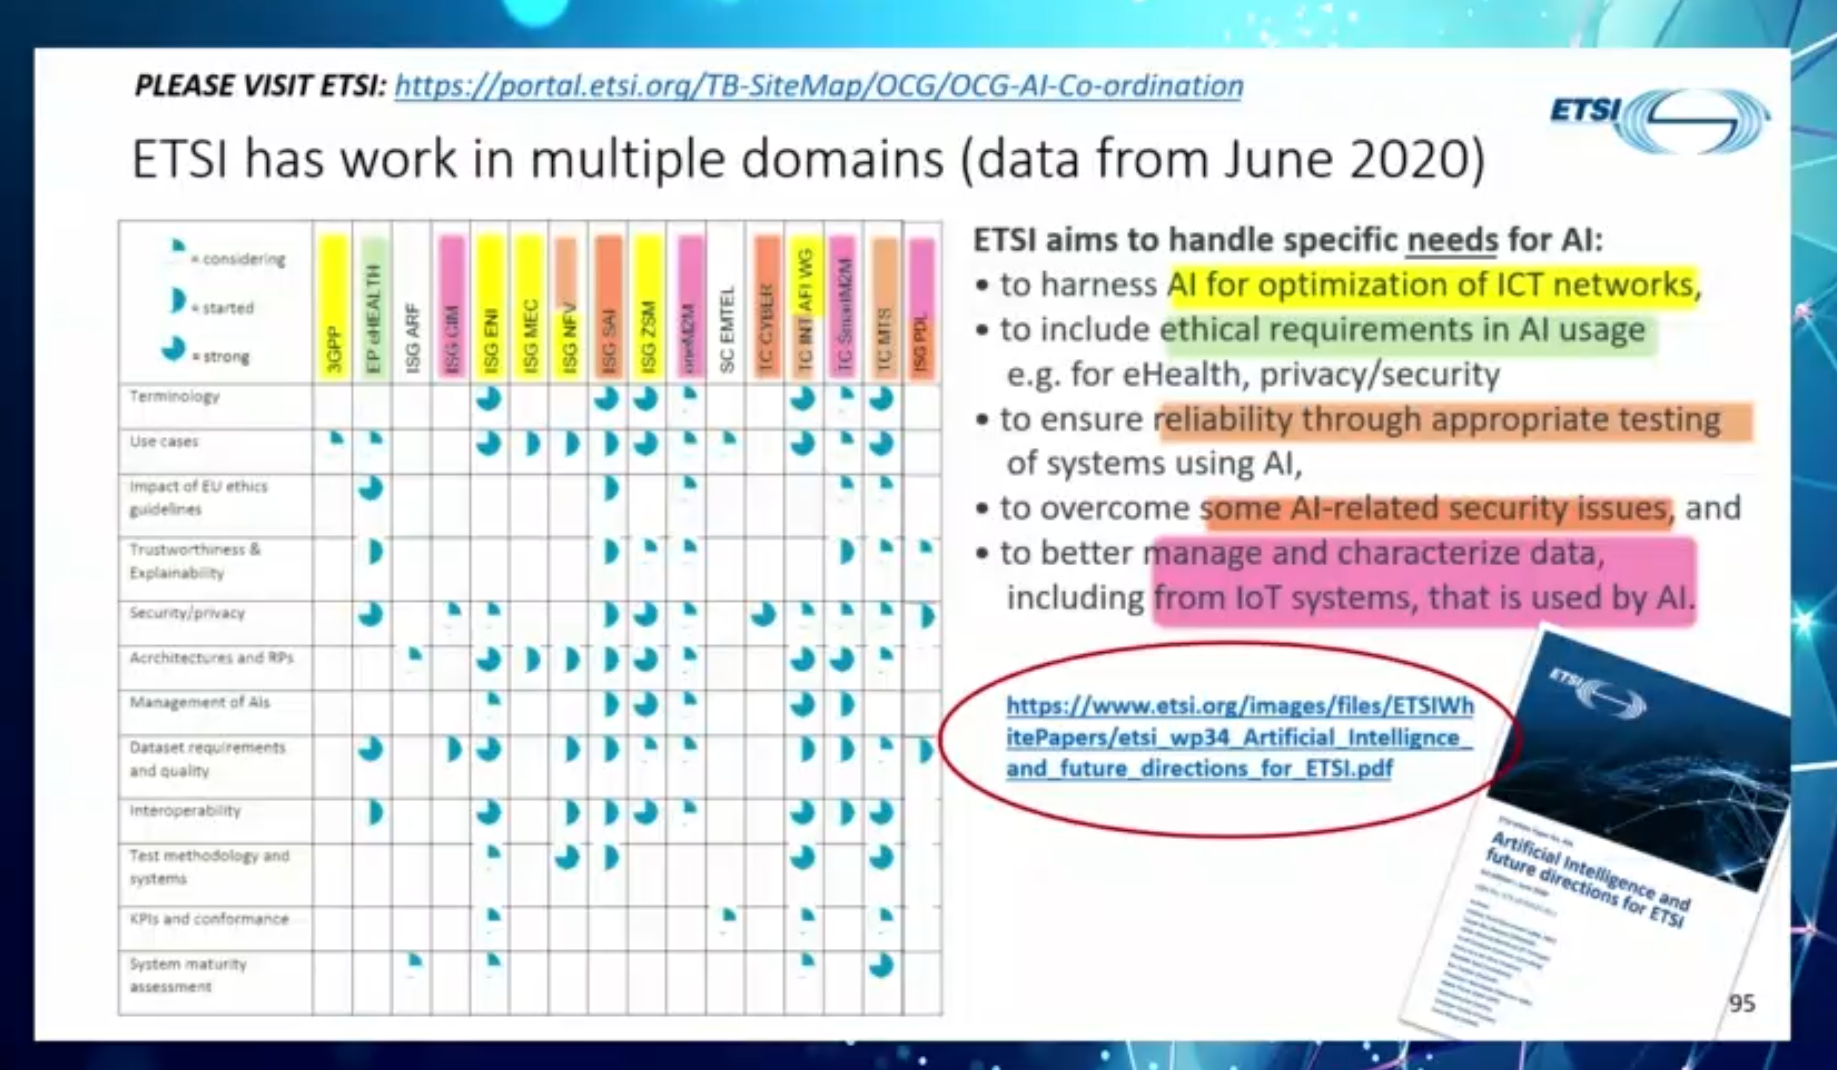 PLEASE VISIT ETSI: https://portal.etsi.org/TB-SiteMap/OCG/OCG-AI-Co-ordination
ETSI
ETSI has work in multiple domains (data from June 2020)
= considering
= started
= strong
3GPP
EP eHEALTH
ISG ARF
ISG CIM
ISG ENI
ISG MEC
ISG NFV
ISG SAI
ISG ZSM
oneM2M
SC EMTEL
TC CYBER
TC INT AFI WG
TC SmartM2M
TC MTS
ISG PDL
Terminology
Use cases
Impact of EU ethics
guidelines
Trustworthiness &
Explainability
Security/privacy
Acrchitectures and RPs
Management of AIs
Dataset requirements
and quality
Interoperability
Test methodology and
systems
KPIs and conformance
System maturity
assessment
ETSI aims to handle specific needs for AI:
• to harness AI for optimization of ICT networks,
• to include ethical requirements in AI usage
e.g. for eHealth, privacy/security
• to ensure reliability through appropriate testing
of systems using AI,
• to overcome some AI-related security issues, and
• to better manage and characterize data,
including from IoT systems, that is used by AI.
https://www.etsi.org/images/files/ETSIWh
itePapers/etsi_wp34_Artificial_Intellignce_
and_future_directions_for_ETSI.pdf
ETSI
Artificial Intelligence and
future directions for ETSI
95